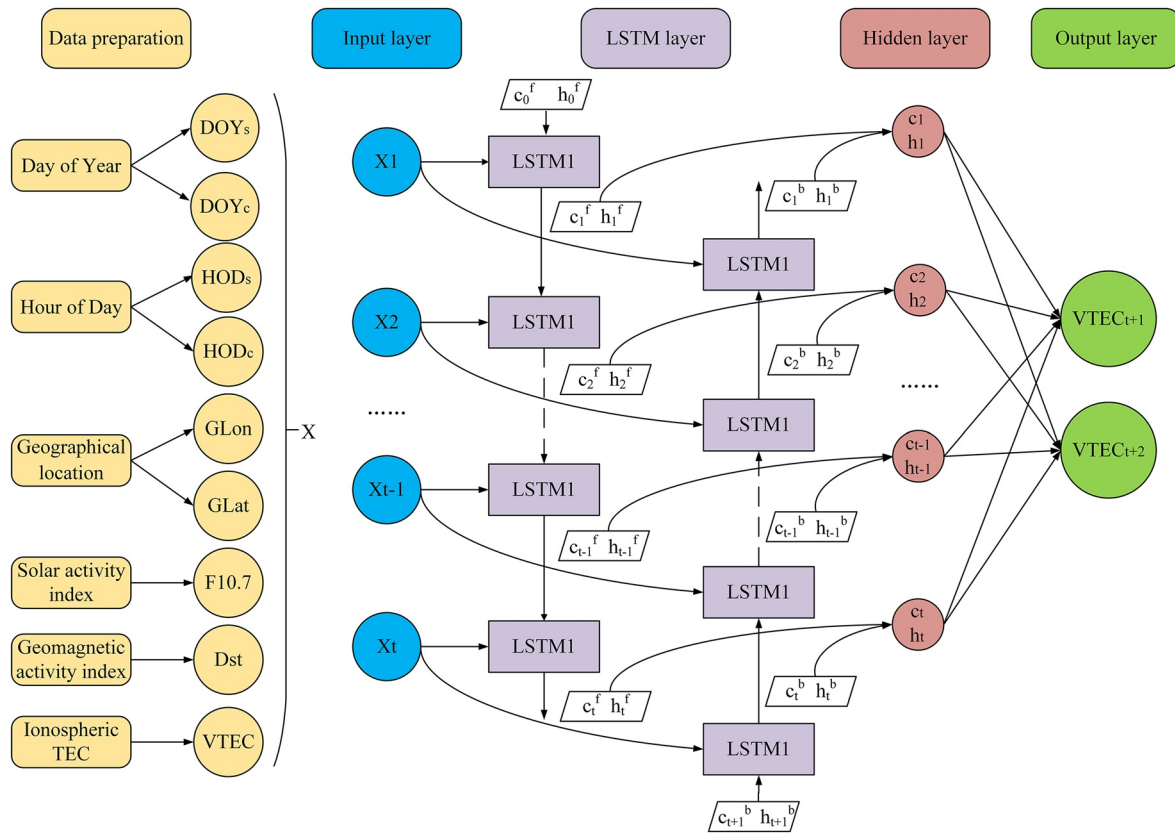 Data preparation
Input layer
LSTM layer
Hidden layer
Output layer
Day of Year
DOYs
DOYc
Hour of Day
HODs
HODc
Geographical
location
GLon
GLat
Solar activity
index
F10.7
Geomagnetic
activity index
Dst
Ionospheric
TEC
VTEC
X
X1
X2
......
Xt-1
Xt
c₀ᶠ h₀ᶠ
LSTM1
c₁ᶠ h₁ᶠ
LSTM1
c₂ᶠ h₂ᶠ
LSTM1
cₜ₋₁ᶠ hₜ₋₁ᶠ
LSTM1
cₜᶠ hₜᶠ
c₁ᵇ h₁ᵇ
LSTM1
c₂ᵇ h₂ᵇ
LSTM1
cₜ₋₁ᵇ hₜ₋₁ᵇ
LSTM1
cₜᵇ hₜᵇ
LSTM1
cₜ₊₁ᵇ hₜ₊₁ᵇ
c₁
h₁
c₂
h₂
......
cₜ₋₁
hₜ₋₁
cₜ
hₜ
VTECₜ₊₁
VTECₜ₊₂